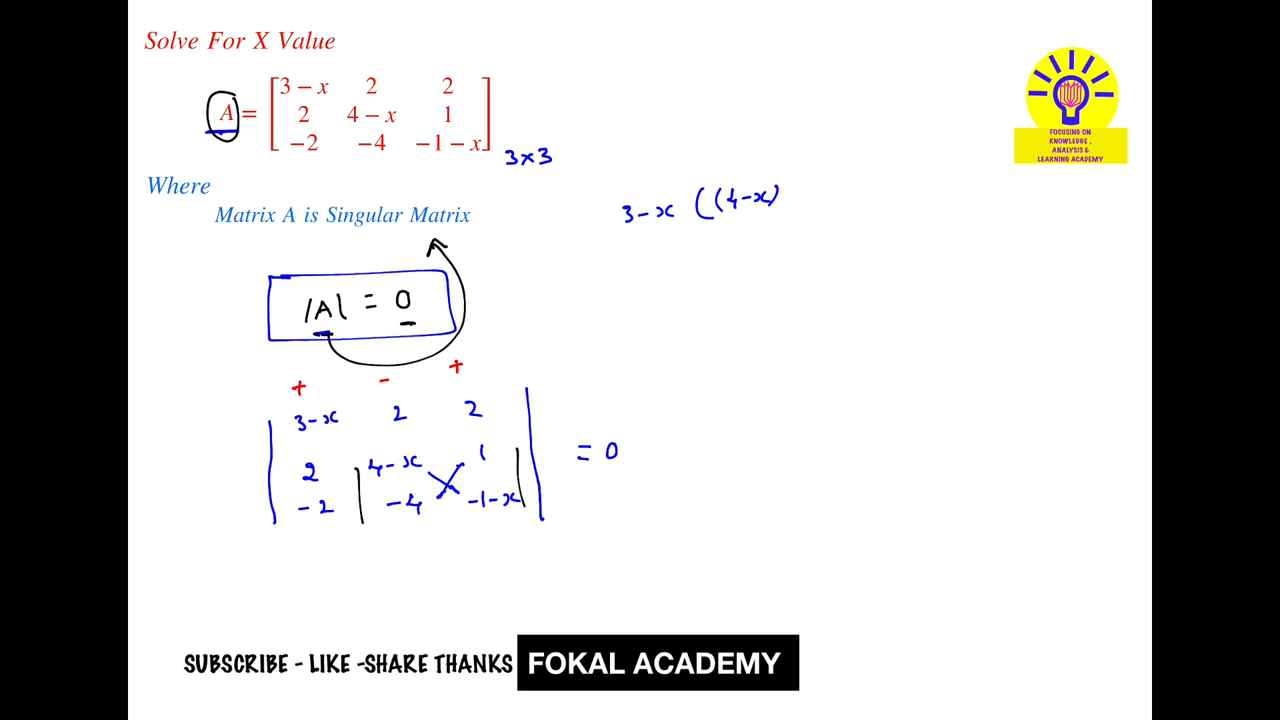 Solve For X Value
A = [3 − x 2 2
2 4 − x 1
−2 −4 −1 − x]
3×3
Where
Matrix A is Singular Matrix
3-x ((4-x)
|A| = 0
+ - +
| 3-x 2 2 |
| 2 | 4-x 1 | | = 0
| -2 | -4 -1-x | |
FOCUSING ON
KNOWLEDGE ,
ANALYSIS &
LEARNING ACADEMY
SUBSCRIBE - LIKE -SHARE THANKS FOKAL ACADEMY